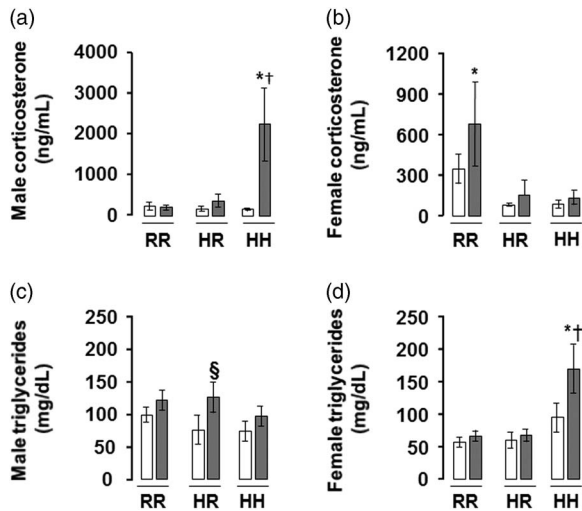 (a)
Male corticosterone
(ng/mL)
4000
3000
2000
1000
0
*†
RR
HR
HH
(b)
Female corticosterone
(ng/mL)
1200
900
600
300
0
*
RR
HR
HH
(c)
Male triglycerides
(mg/dL)
250
200
150
100
50
0
§
RR
HR
HH
(d)
Female triglycerides
(mg/dL)
250
200
150
100
50
0
*†
RR
HR
HH